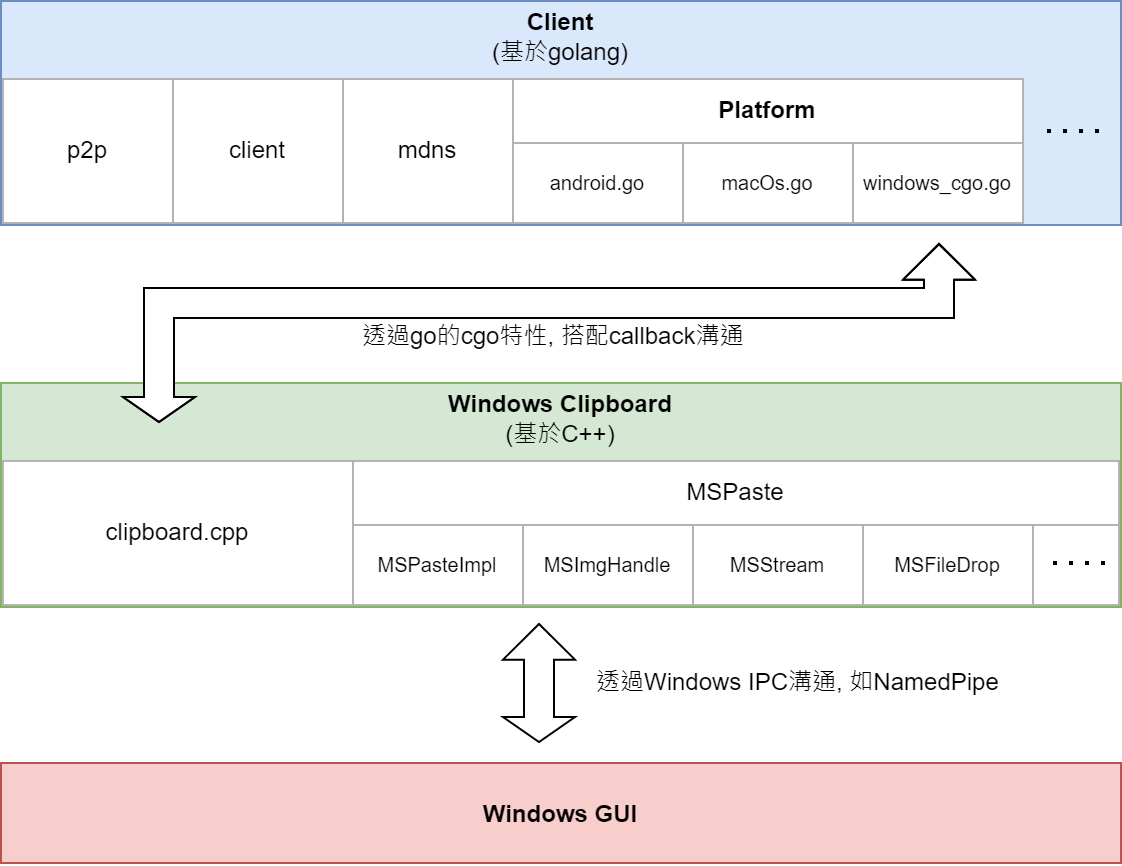 Client
(基於golang)
p2p
client
mdns
Platform
android.go
macOs.go
windows_cgo.go
....
透過go的cgo特性, 搭配callback溝通
Windows Clipboard
(基於C++)
clipboard.cpp
MSPaste
MSPasteImpl
MSImgHandle
MSStream
MSFileDrop
....
透過Windows IPC溝通, 如NamedPipe
Windows GUI